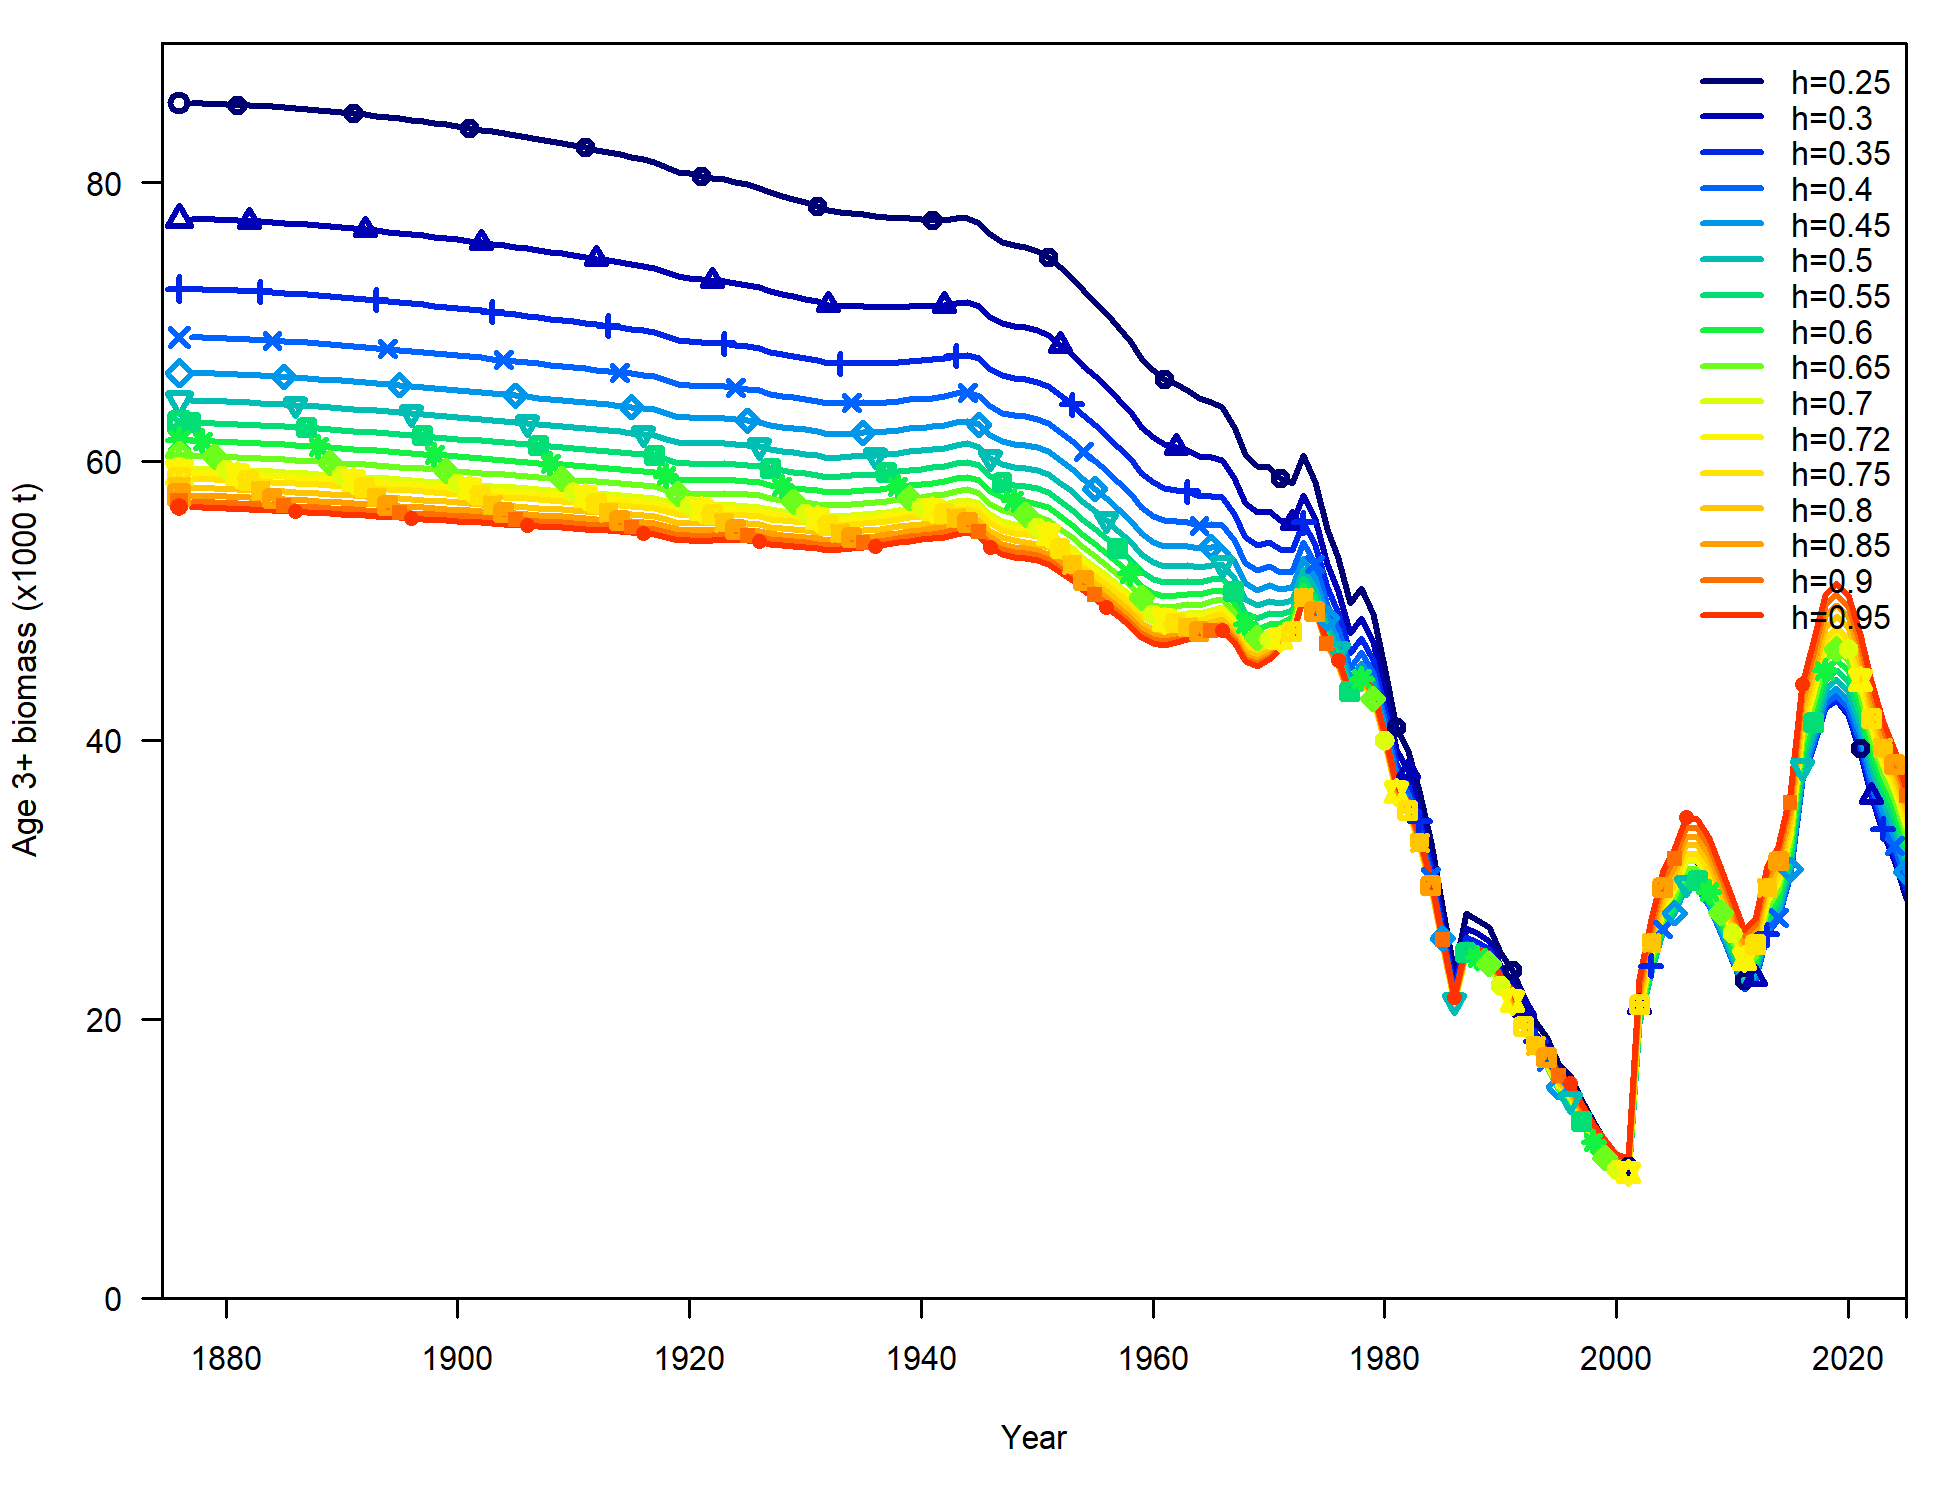 h=0.25
h=0.3
h=0.35
h=0.4
h=0.45
h=0.5
h=0.55
h=0.6
h=0.65
h=0.7
h=0.72
h=0.75
h=0.8
h=0.85
h=0.9
h=0.95
Age 3+ biomass (x1000 t)
80
60
40
20
0
1880 1900 1920 1940 1960 1980 2000 2020
Year